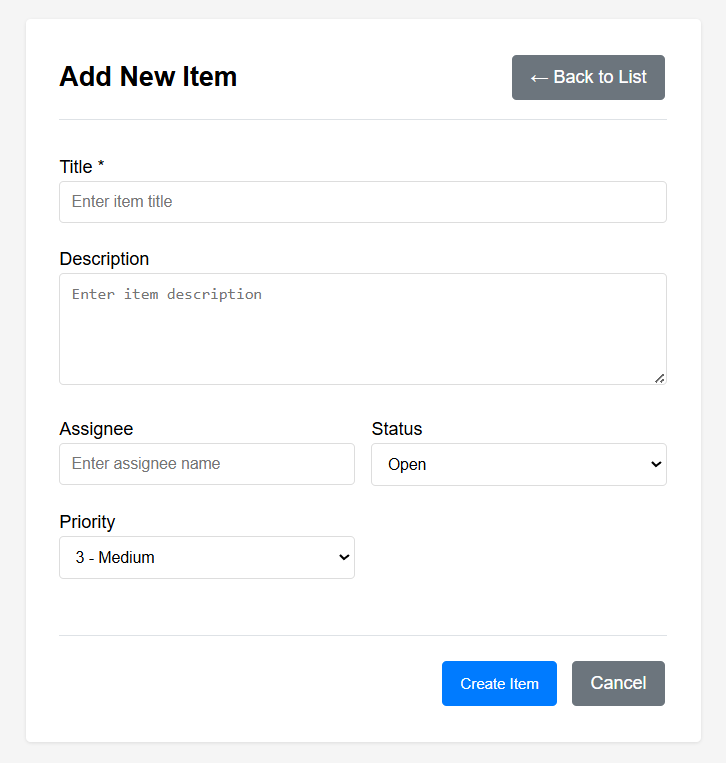 Add New Item
← Back to List
Title *
Enter item title
Description
Enter item description
Assignee
Status
Enter assignee name
Open
Priority
3 - Medium
Create Item
Cancel